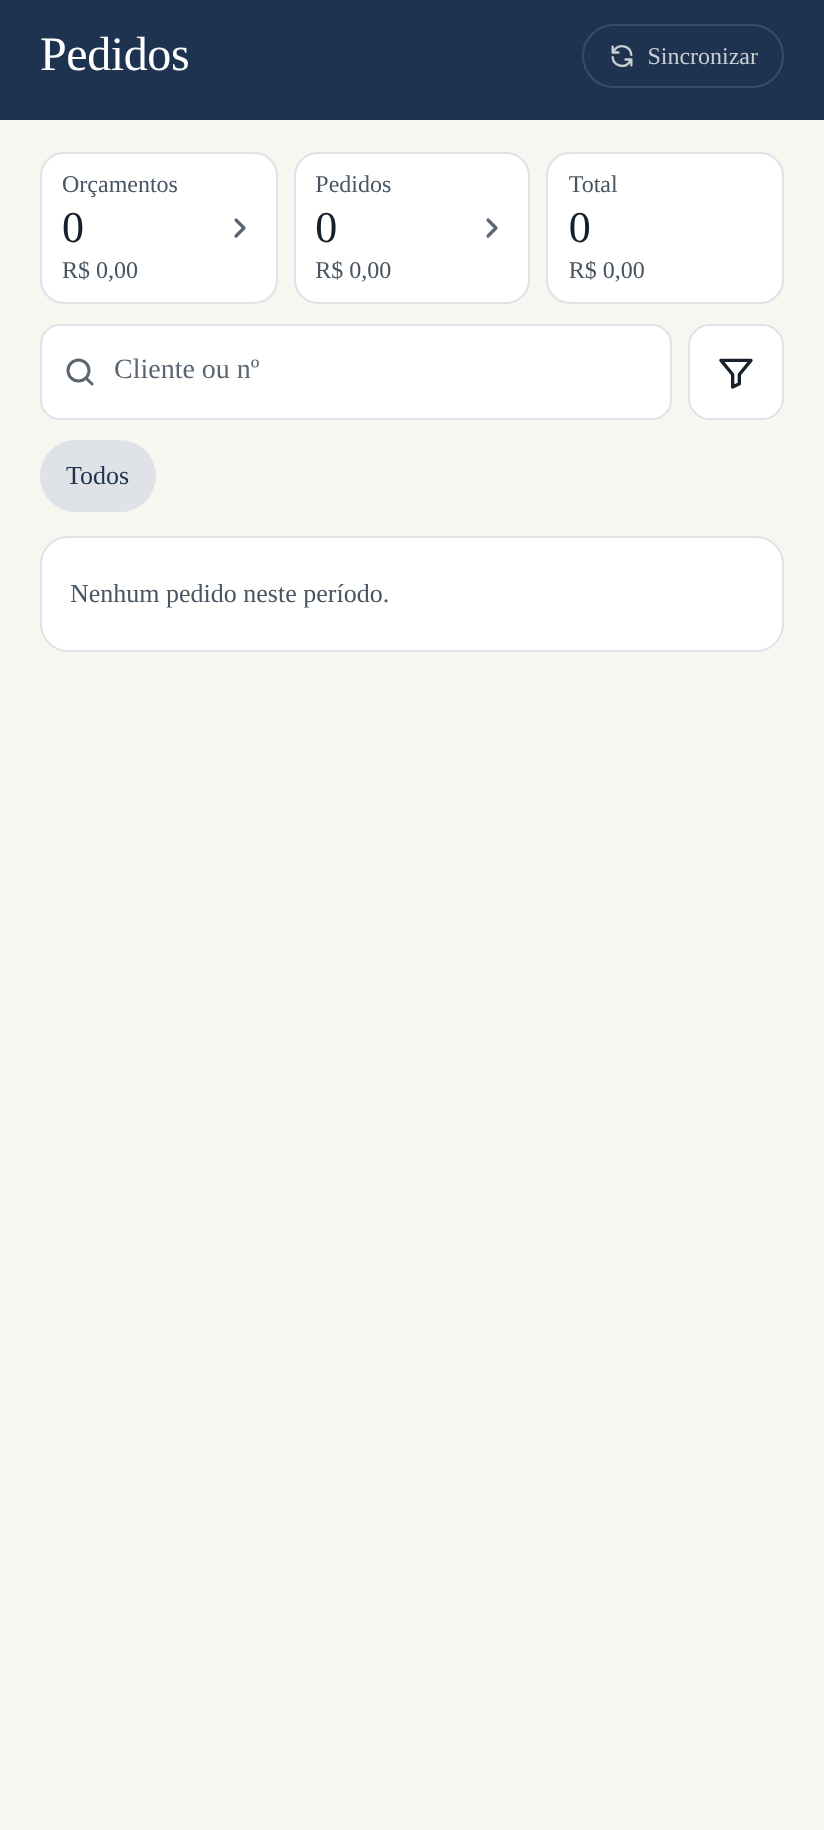 Pedidos
Sincronizar
Orçamentos
0
R$ 0,00
Pedidos
0
R$ 0,00
Total
0
R$ 0,00
Cliente ou nº
Todos
Nenhum pedido neste período.